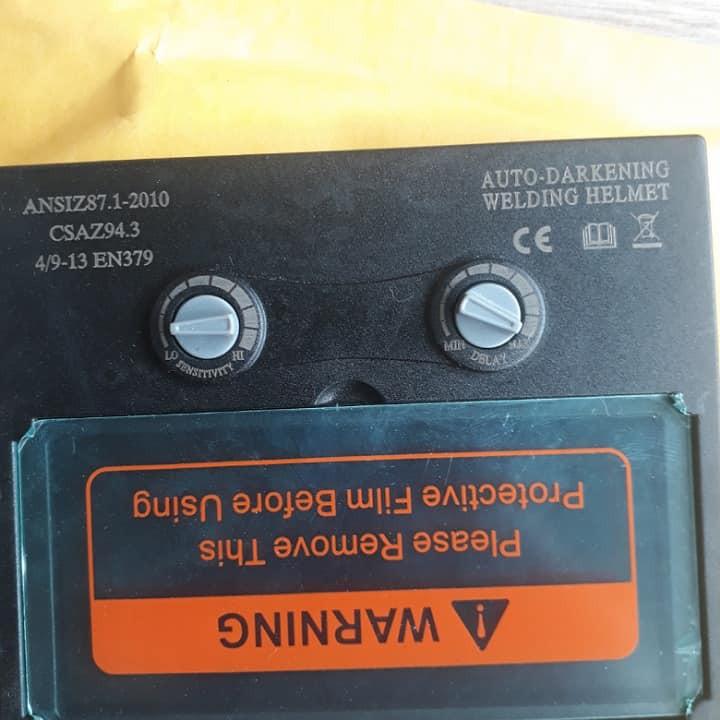 ANSIZ87.1-2010
CSAZ94.3
4/9-13 EN379
AUTO-DARKENING
WELDING HELMET
CE
LO HI
SENSITIVITY
MIN MAX
DELAY
WARNING
Please Remove This
Protective Film Before Using